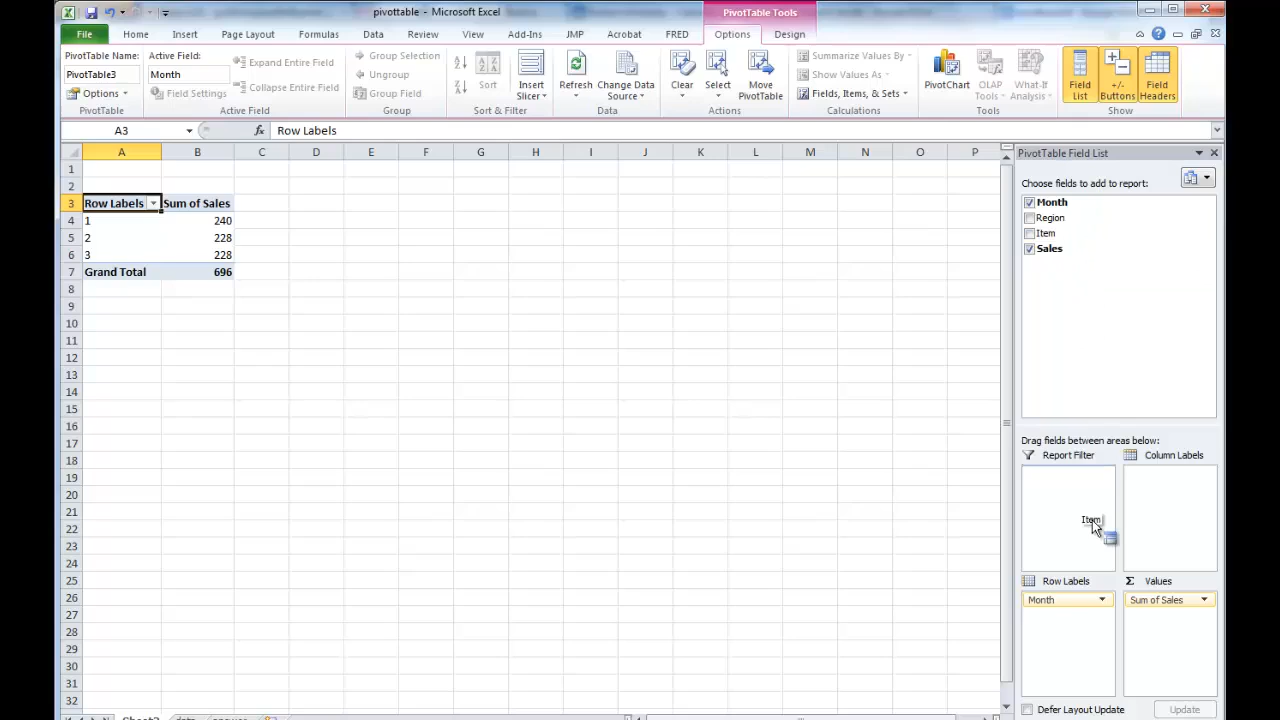 pivottable - Microsoft Excel
PivotTable Tools
File Home Insert Page Layout Formulas Data Review View Add-Ins JMP Acrobat FRED Options Design
PivotTable Name: Active Field: Expand Entire Field Group Selection Summarize Values By
PivotTable3 Month Collapse Entire Field Ungroup Sort Insert Slicer Refresh Change Data Source Clear Select Move PivotTable Show Values As PivotChart OLAP Tools What-If Analysis Field List +/- Buttons Field Headers
Options Field Settings Group Field Fields, Items, & Sets
PivotTable Active Field Group Sort & Filter Data Actions Calculations Tools Show
A3 fx Row Labels
A B C D E F G H I J K L M N O P
1
2
3 Row Labels Sum of Sales
4 1 240
5 2 228
6 3 228
7 Grand Total 696
8
9
10
11
12
13
14
15
16
17
18
19
20
21
22
23
24
25
26
27
28
29
30
31
32
PivotTable Field List
Choose fields to add to report:
Month
Region
Item
Sales
Drag fields between areas below:
Report Filter Column Labels
Item
Row Labels Σ Values
Month Sum of Sales
Defer Layout Update Update